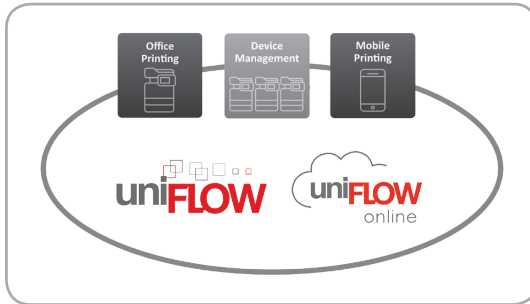 Office
Printing
Device
Management
Mobile
Printing
uniFLOW
uniFLOW
online